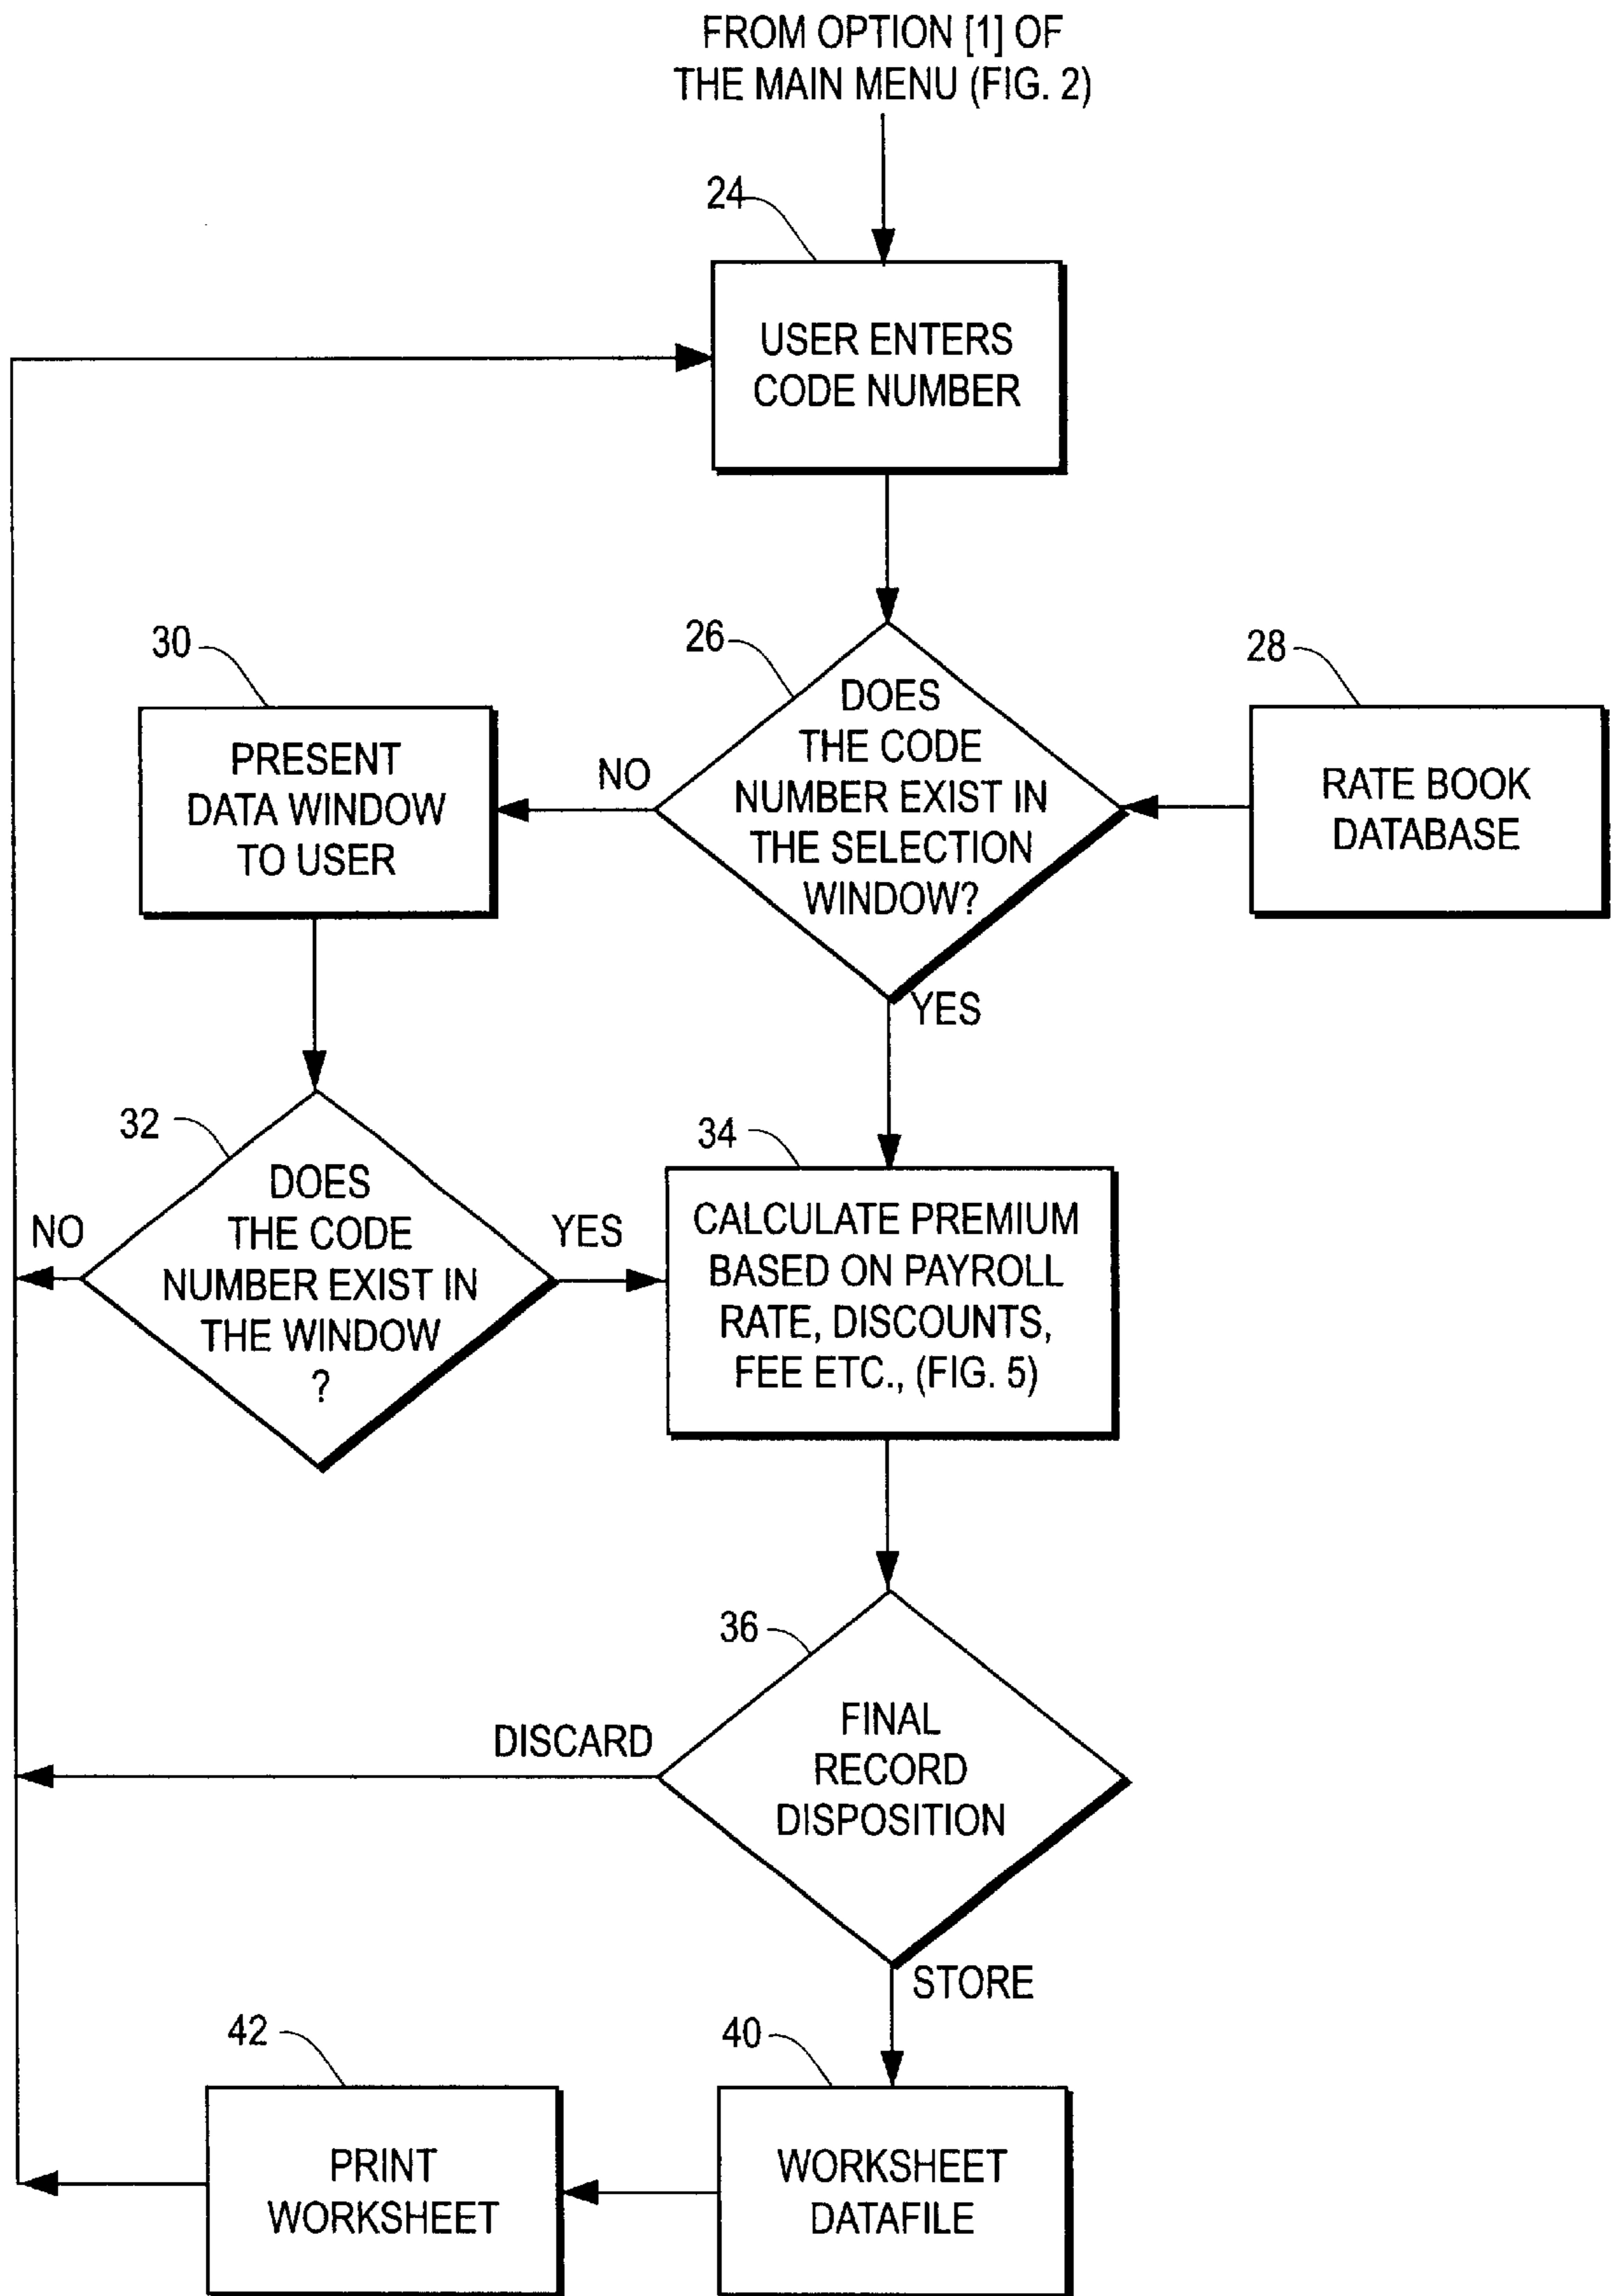 FROM OPTION [1] OF
THE MAIN MENU (FIG. 2)
24
USER ENTERS
CODE NUMBER
26
DOES
THE CODE
NUMBER EXIST IN
THE SELECTION
WINDOW?
28
RATE BOOK
DATABASE
NO
30
PRESENT
DATA WINDOW
TO USER
YES
32
DOES
THE CODE
NUMBER EXIST IN
THE WINDOW
?
NO
YES
34
CALCULATE PREMIUM
BASED ON PAYROLL
RATE, DISCOUNTS,
FEE ETC., (FIG. 5)
36
FINAL
RECORD
DISPOSITION
DISCARD
STORE
40
WORKSHEET
DATAFILE
42
PRINT
WORKSHEET